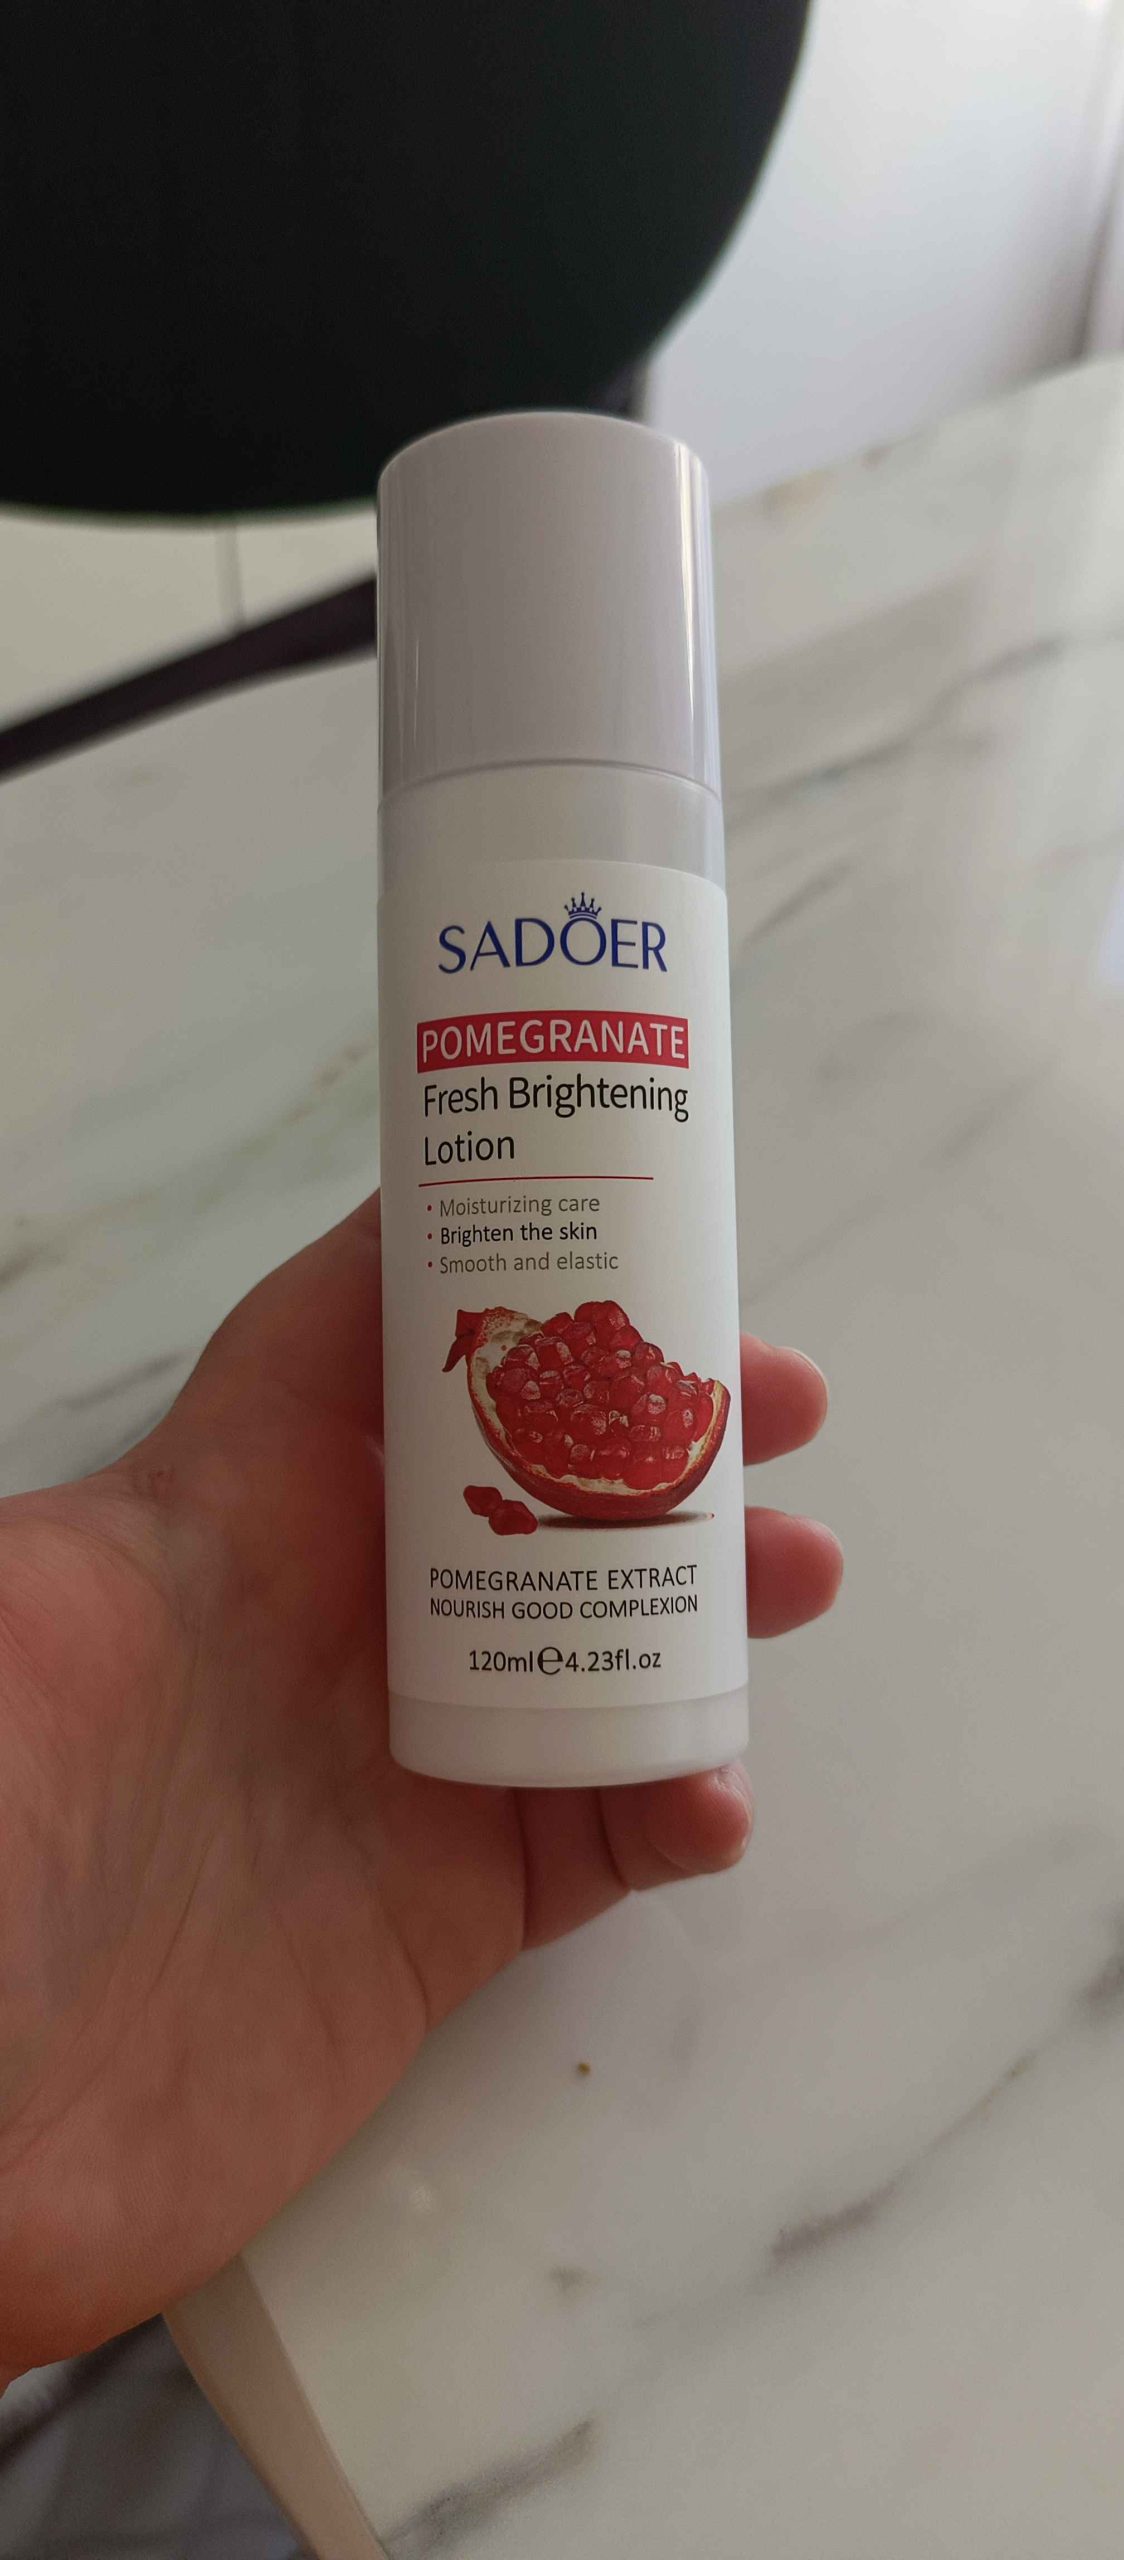 SADOER
POMEGRANATE
Fresh Brightening
Lotion
• Moisturizing care
• Brighten the skin
• Smooth and elastic
POMEGRANATE EXTRACT
NOURISH GOOD COMPLEXION
120ml℮4.23fl.oz